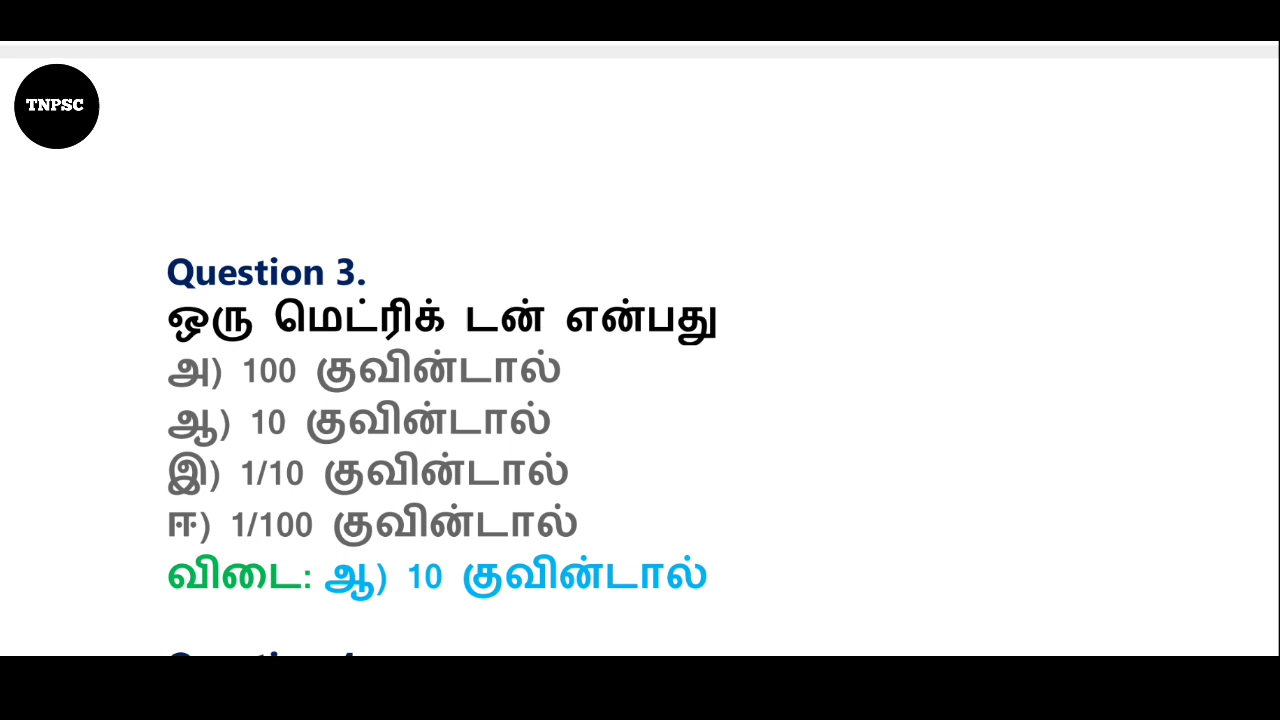 TNPSC
Question 3.
ஒரு மெட்ரிக் டன் என்பது
அ) 100 குவின்டால்
ஆ) 10 குவின்டால்
இ) 1/10 குவின்டால்
ஈ) 1/100 குவின்டால்
விடை: ஆ) 10 குவின்டால்